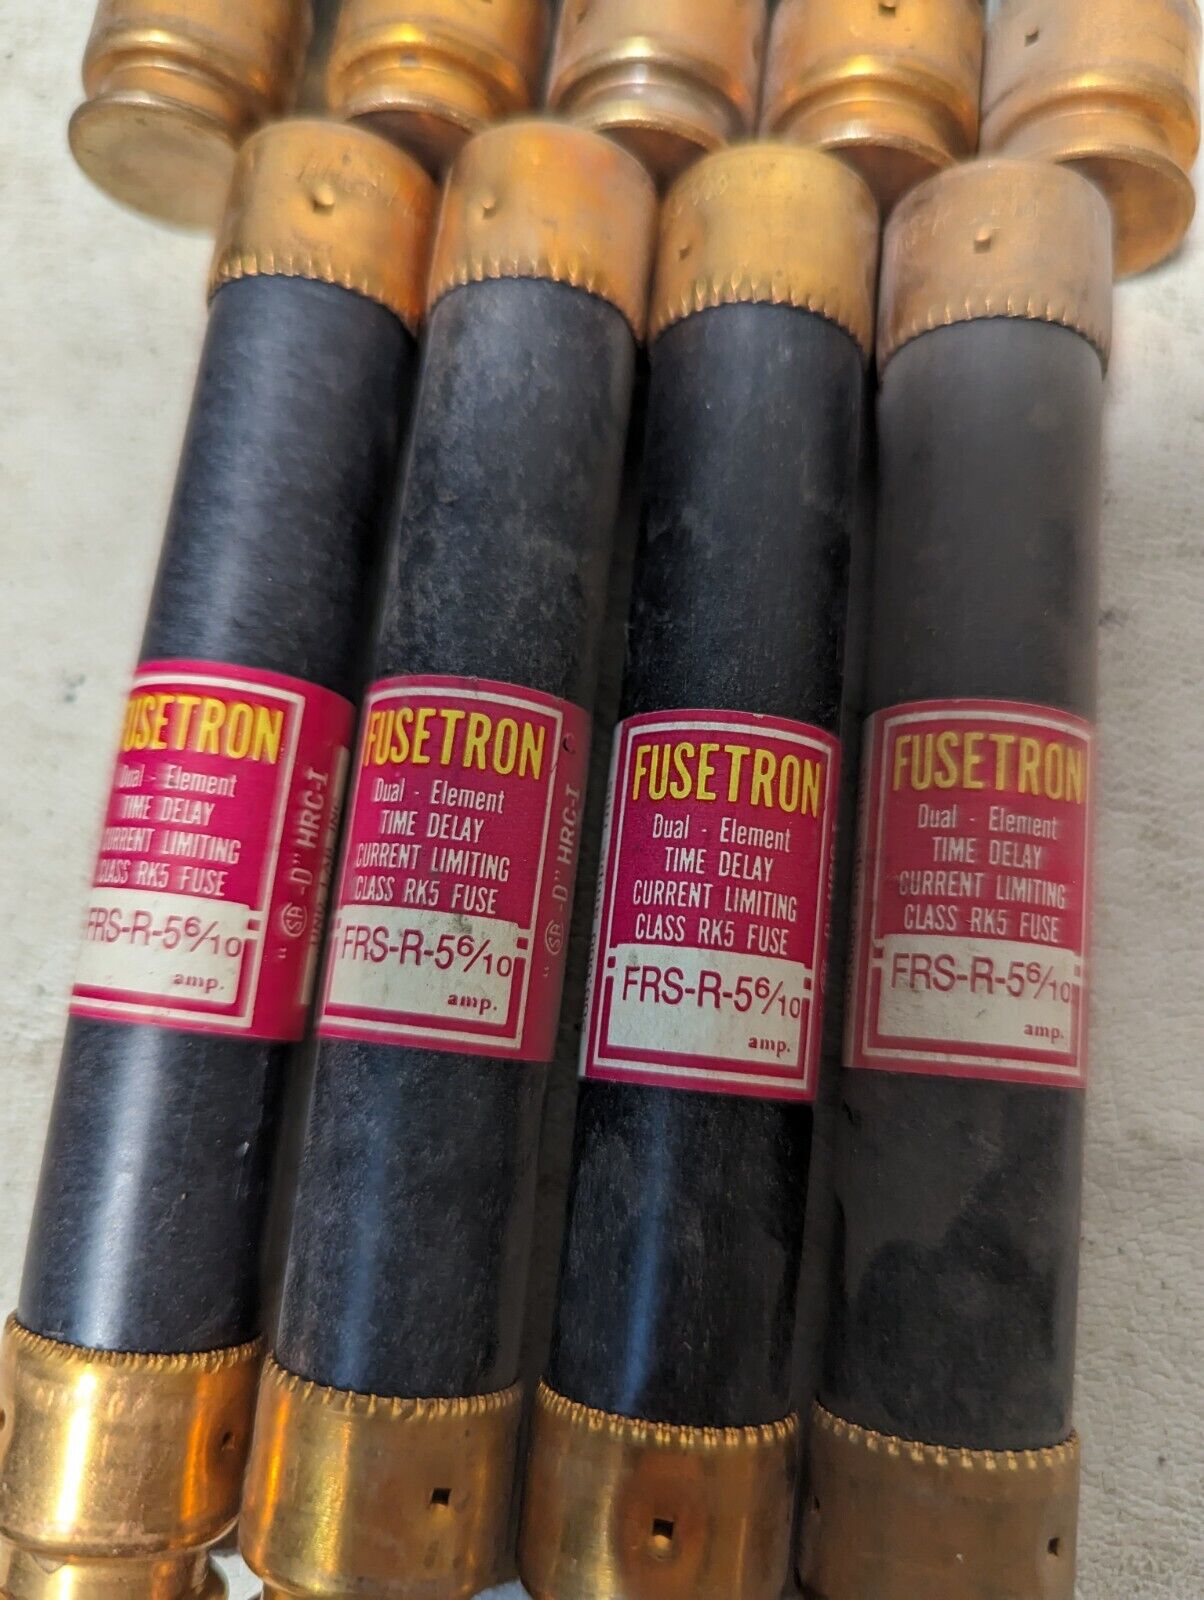 FUSETRON
Dual - Element
TIME DELAY
CURRENT LIMITING
CLASS RK5 FUSE
FRS-R-5 6/10
amp.
"SA -D" HRC-I
FUSETRON
Dual - Element
TIME DELAY
CURRENT LIMITING
CLASS RK5 FUSE
FRS-R-5 6/10
amp.
"SA -D" HRC-I
FUSETRON
Dual - Element
TIME DELAY
CURRENT LIMITING
CLASS RK5 FUSE
FRS-R-5 6/10
amp.
FUSETRON
Dual - Element
TIME DELAY
CURRENT LIMITING
CLASS RK5 FUSE
FRS-R-5 6/10
amp.